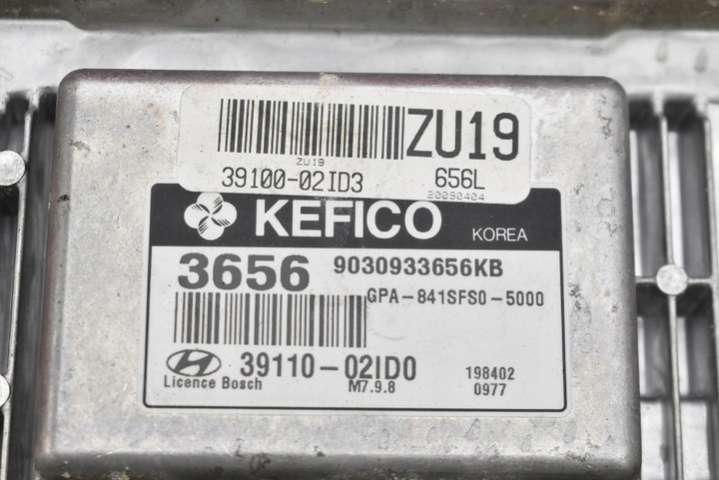 ZU19
ZU19
39100-02ID3 656L
20090404
KEFICO KOREA
3656 9030933656KB
GPA-841SFS0-5000
39110-02ID0 198402
Licence Bosch M7.9.8 0977